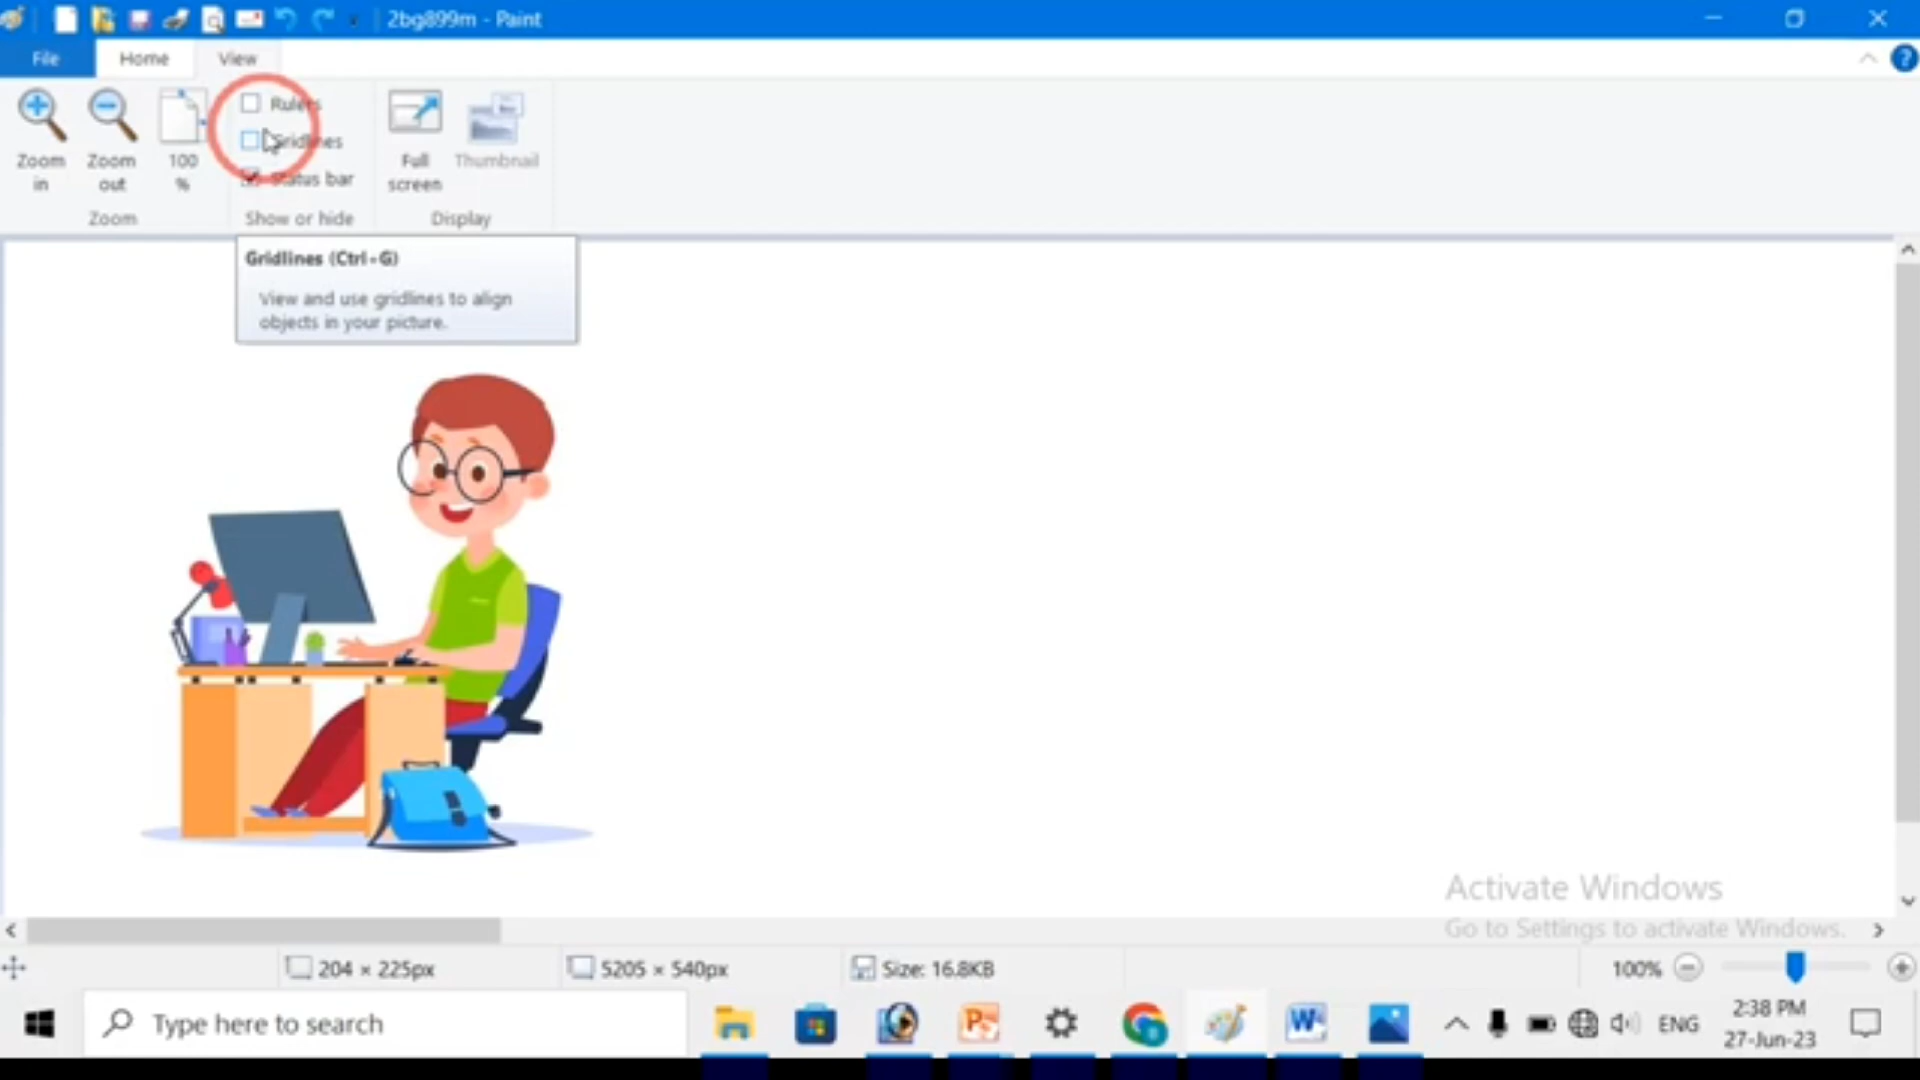 2bg899m - Paint
File Home View
Rulers
Gridlines
Status bar
Zoom in
Zoom out
100 %
Full screen
Thumbnail
Zoom
Show or hide
Display
Gridlines (Ctrl+G)
View and use gridlines to align
objects in your picture.
Activate Windows
Go to Settings to activate Windows.
204 × 225px
5205 × 540px
Size: 16.8KB
100%
Type here to search
ENG
2:38 PM
27-Jun-23